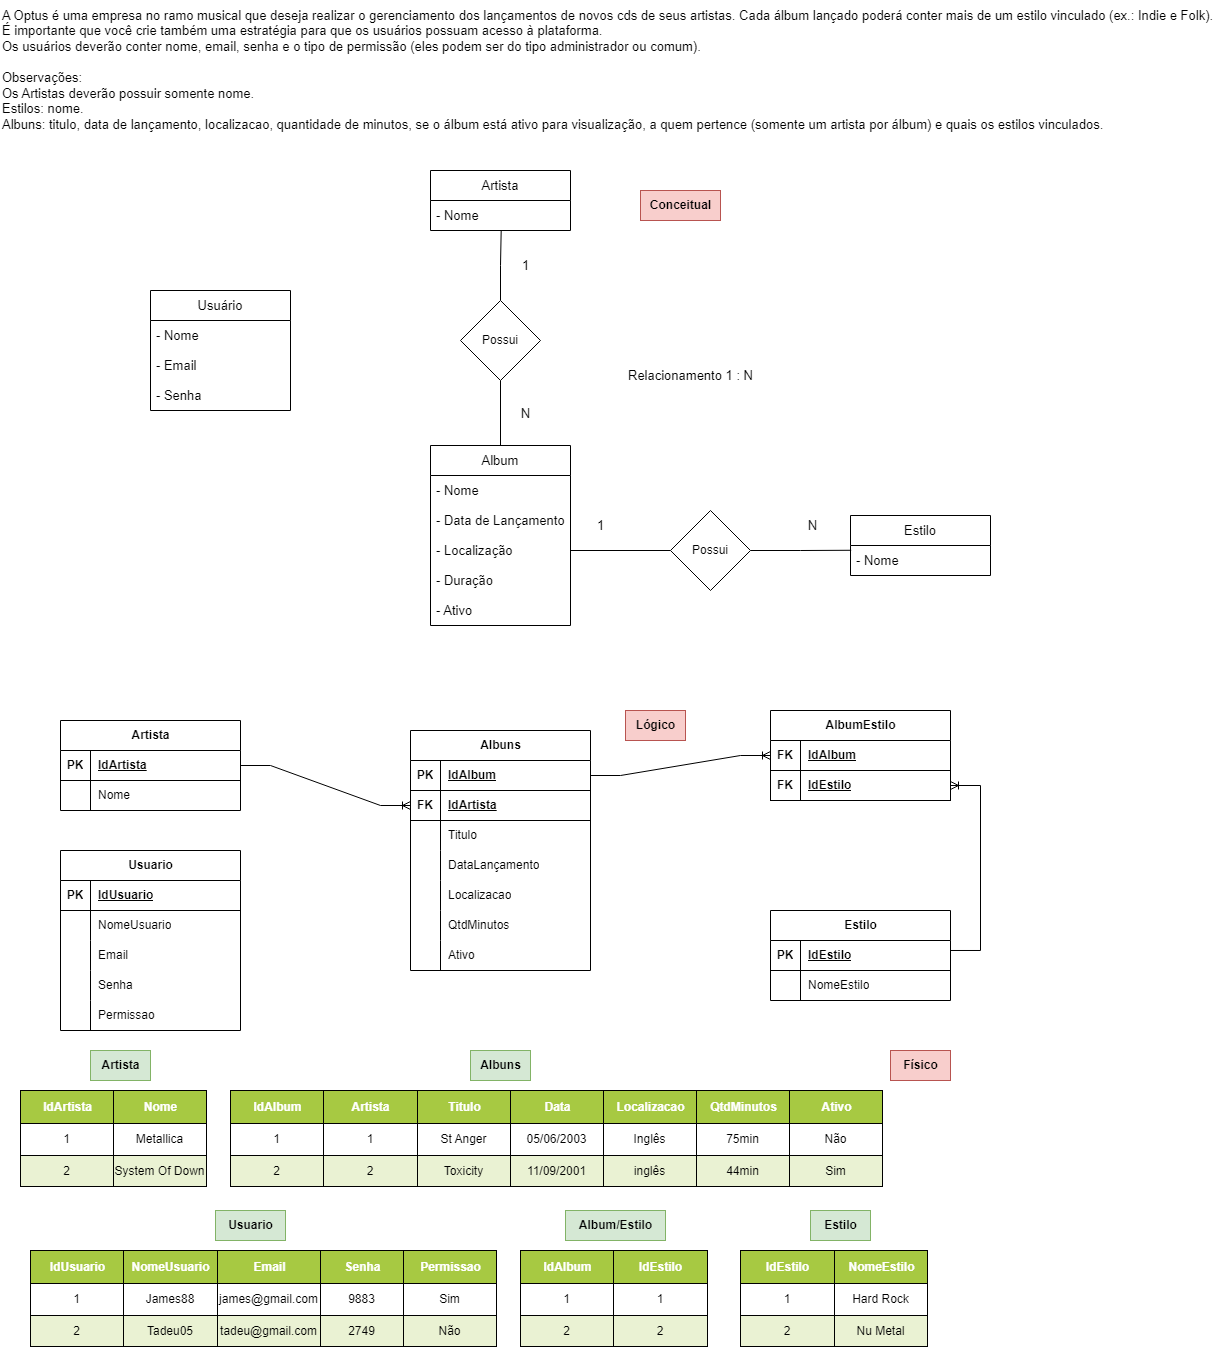 A Optus é uma empresa no ramo musical que deseja realizar o gerenciamento dos lançamentos de novos cds de seus artistas. Cada álbum lançado poderá conter mais de um estilo vinculado (ex.: Indie e Folk).
É importante que você crie também uma estratégia para que os usuários possuam acesso à plataforma.
Os usuários deverão conter nome, email, senha e o tipo de permissão (eles podem ser do tipo administrador ou comum).
Observações:
Os Artistas deverão possuir somente nome.
Estilos: nome.
Albuns: titulo, data de lançamento, localizacao, quantidade de minutos, se o álbum está ativo para visualização, a quem pertence (somente um artista por álbum) e quais os estilos vinculados.
Artista
- Nome
Conceitual
1
Usuário
- Nome
- Email
- Senha
Possui
Relacionamento 1 : N
N
Album
- Nome
- Data de Lançamento
- Localização
- Duração
- Ativo
1
Possui
N
Estilo
- Nome
Lógico
Artista
PK IdArtista
Nome
Albuns
PK IdAlbum
FK IdArtista
Titulo
DataLançamento
Localizacao
QtdMinutos
Ativo
AlbumEstilo
FK IdAlbum
FK IdEstilo
Usuario
PK IdUsuario
NomeUsuario
Email
Senha
Permissao
Estilo
PK IdEstilo
NomeEstilo
Artista
Albuns
Físico
IdArtista Nome
1 Metallica
2 System Of Down
IdAlbum Artista Titulo Data Localizacao QtdMinutos Ativo
1 1 St Anger 05/06/2003 Inglês 75min Não
2 2 Toxicity 11/09/2001 inglês 44min Sim
Usuario
Album/Estilo
Estilo
IdUsuario NomeUsuario Email Senha Permissao
1 James88 james@gmail.com 9883 Sim
2 Tadeu05 tadeu@gmail.com 2749 Não
IdAlbum IdEstilo
1 1
2 2
IdEstilo NomeEstilo
1 Hard Rock
2 Nu Metal